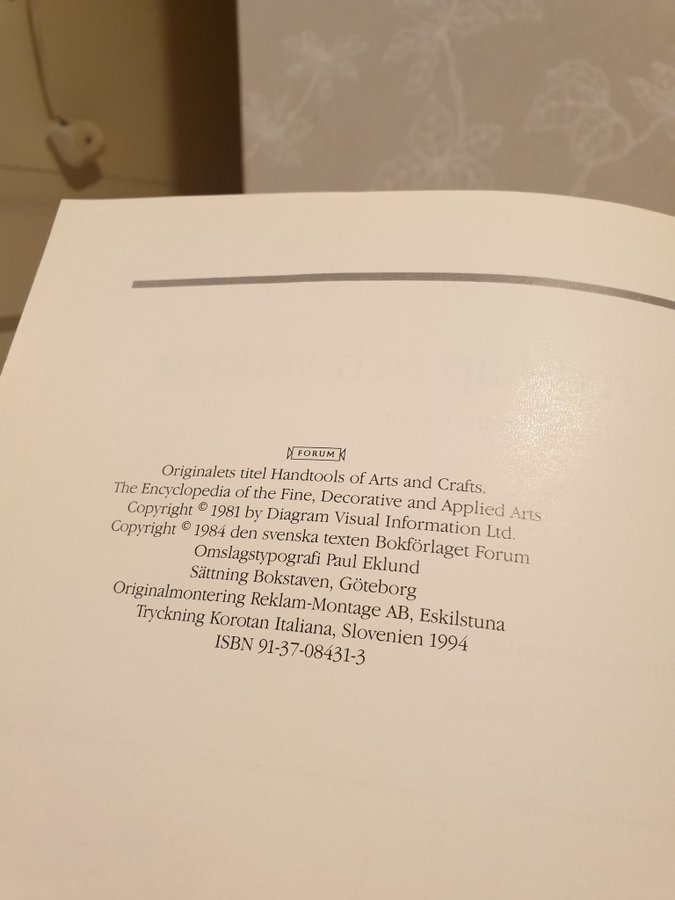 FORUM
Originalets titel Handtools of Arts and Crafts.
The Encyclopedia of the Fine, Decorative and Applied Arts
Copyright © 1981 by Diagram Visual Information Ltd.
Copyright © 1984 den svenska texten Bokförlaget Forum
Omslagstypografi Paul Eklund
Sättning Bokstaven, Göteborg
Originalmontering Reklam-Montage AB, Eskilstuna
Tryckning Korotan Italiana, Slovenien 1994
ISBN 91-37-08431-3